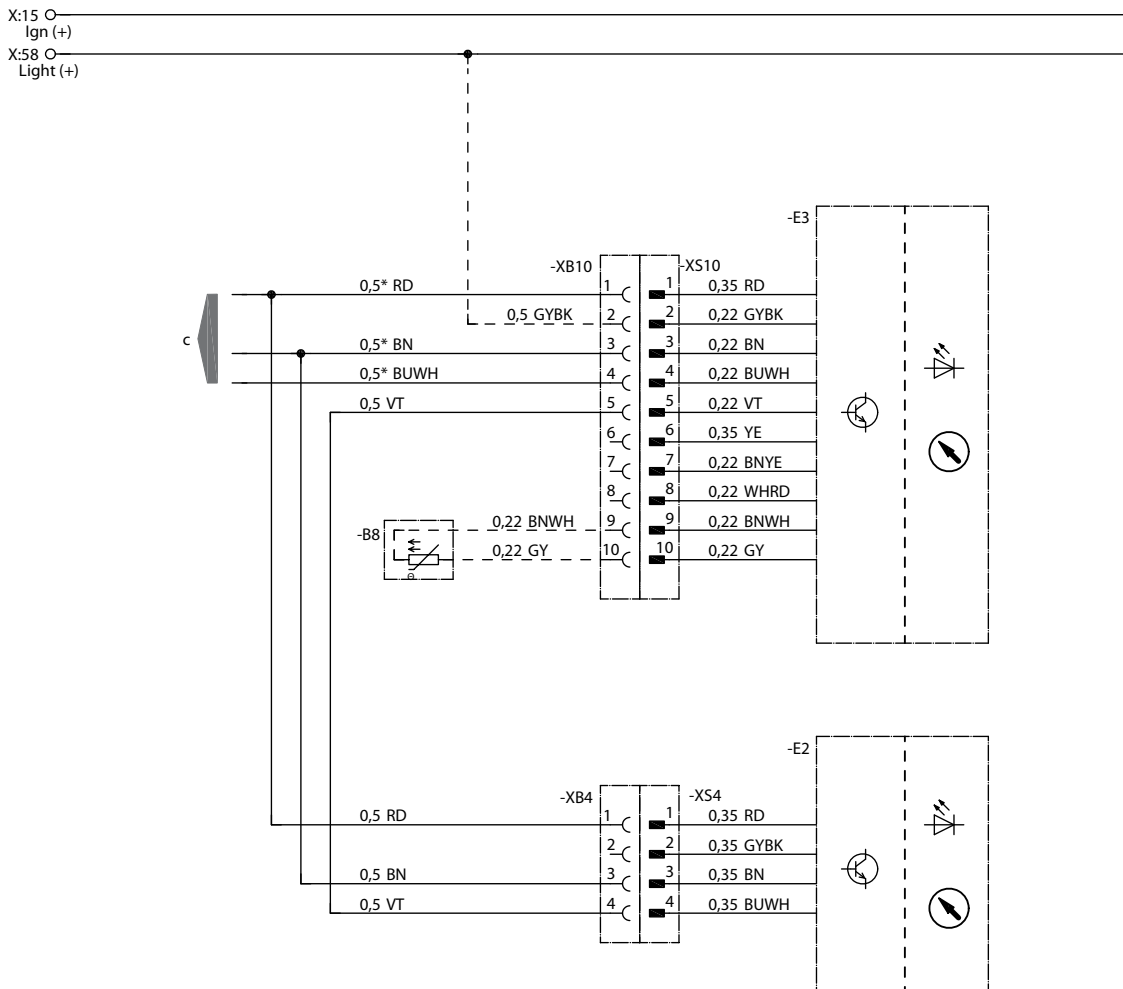 X:15
Ign (+)
X:58
Light (+)
-E3
-XB10
-XS10
0,5* RD
1
1
0,35 RD
0,5 GYBK
2
2
0,22 GYBK
c
0,5* BN
3
3
0,22 BN
0,5* BUWH
4
4
0,22 BUWH
0,5 VT
5
5
0,22 VT
6
6
0,35 YE
7
7
0,22 BNYE
8
8
0,22 WHRD
-B8
0,22 BNWH
9
9
0,22 BNWH
0,22 GY
10
10
0,22 GY
Θ
-E2
-XB4
-XS4
0,5 RD
1
1
0,35 RD
2
2
0,35 GYBK
0,5 BN
3
3
0,35 BN
0,5 VT
4
4
0,35 BUWH